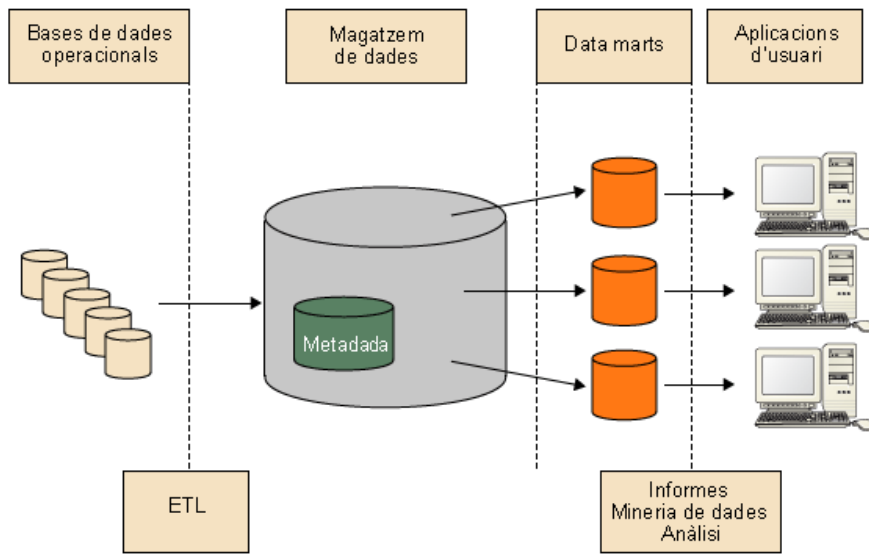 Bases de dades
operacionals
Magatzem
de dades
Data marts
Aplicacions
d'usuari
Metadada
ETL
Informes
Mineria de dades
Anàlisi